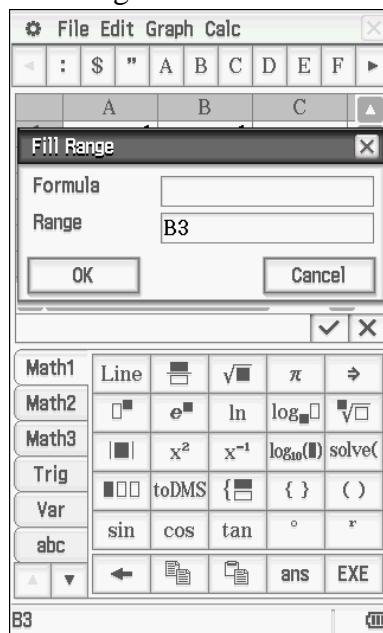 File Edit Graph Calc
: $ " A B C D E F
A B C
Fill Range
Formula
Range B3
OK Cancel
Math1 Line √■ π ⇒
Math2 □■ e■ ln log■□ ■√□
Math3 |■| x² x⁻¹ log₁₀(■) solve(
Trig ■□□ toDMS { } ( )
Var sin cos tan ° r
abc
ans EXE
B3